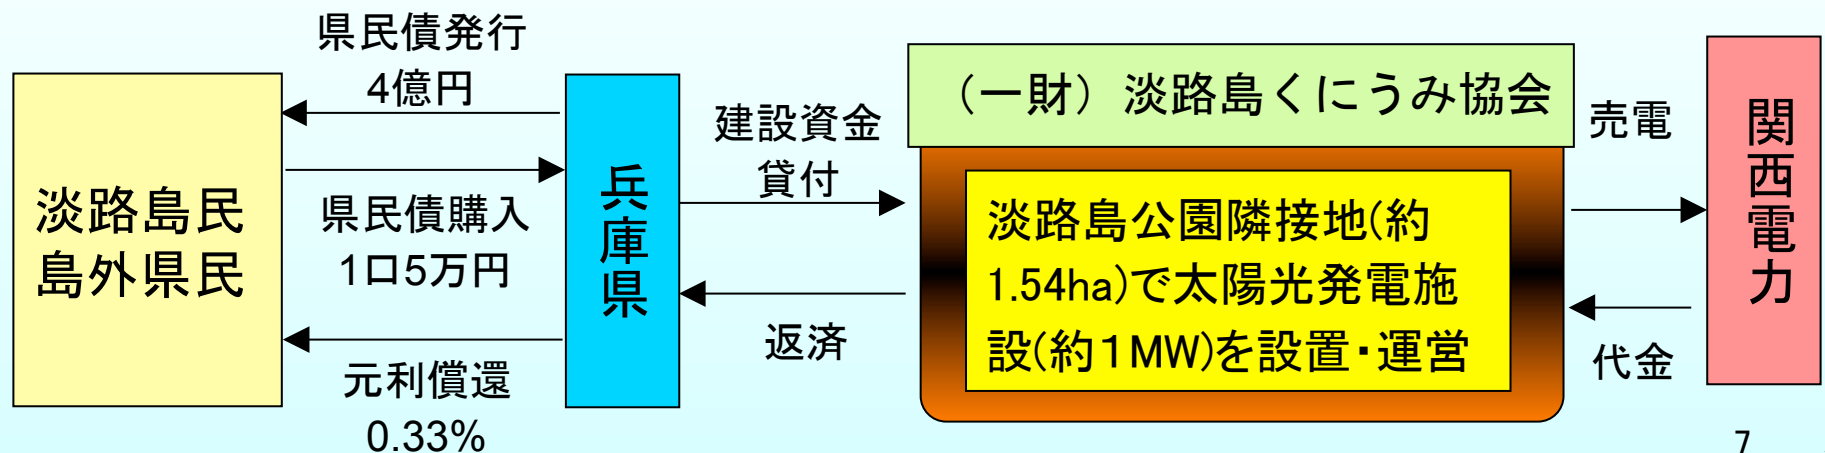 県民債発行
4億円
淡路島民
島外県民
県民債購入
1口5万円
元利償還
0.33%
兵庫県
建設資金
貸付
返済
（一財）淡路島くにうみ協会
淡路島公園隣接地(約
1.54ha)で太陽光発電施
設(約１MW)を設置・運営
売電
代金
関西電力
7